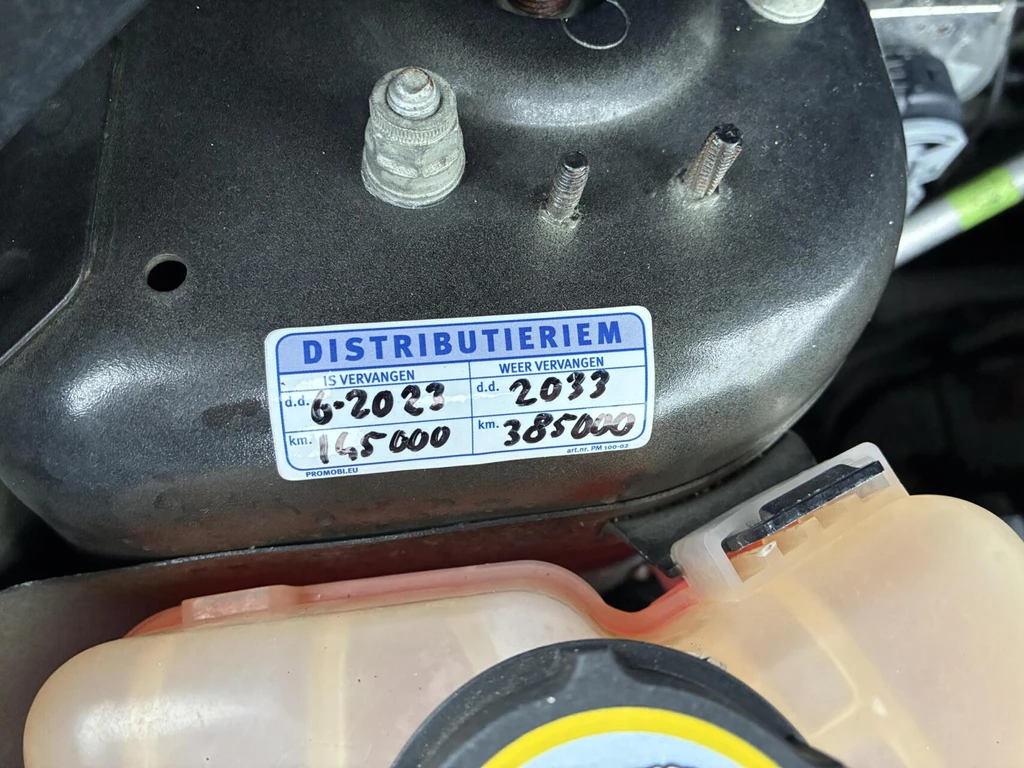 DISTRIBUTIERIEM
IS VERVANGEN WEER VERVANGEN
d.d. 6-2023 d.d. 2033
km. 145000 km. 385000
PROMOBI.EU art.nr. PM 100-02